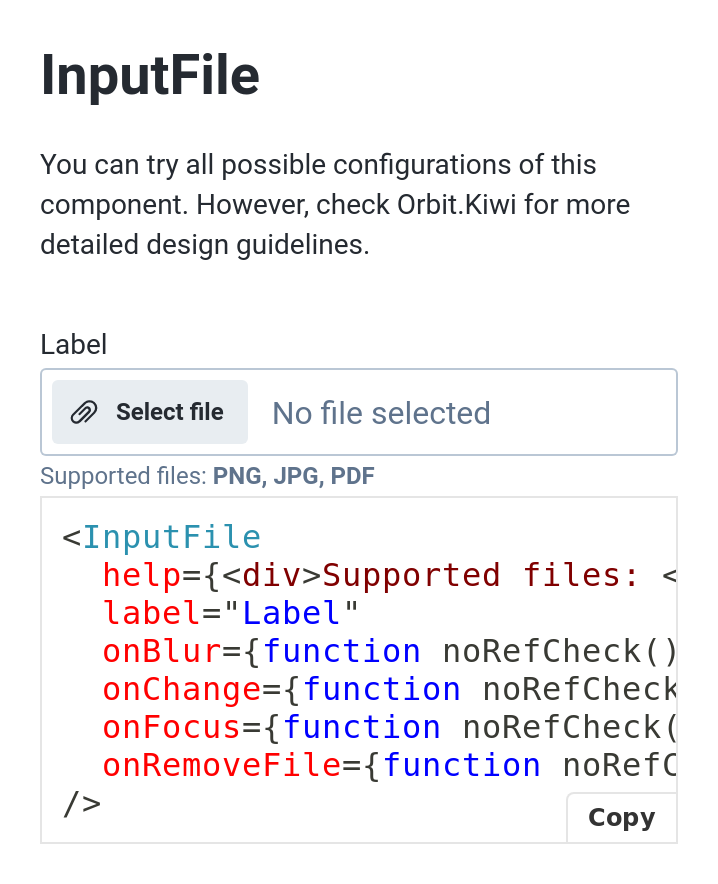 InputFile
You can try all possible configurations of this
component. However, check Orbit.Kiwi for more
detailed design guidelines.
Label
Select file No file selected
Supported files: PNG, JPG, PDF
<InputFile
  help={<div>Supported files: <
  label="Label"
  onBlur={function noRefCheck()
  onChange={function noRefCheck
  onFocus={function noRefCheck(
  onRemoveFile={function noRefC
/>
Copy